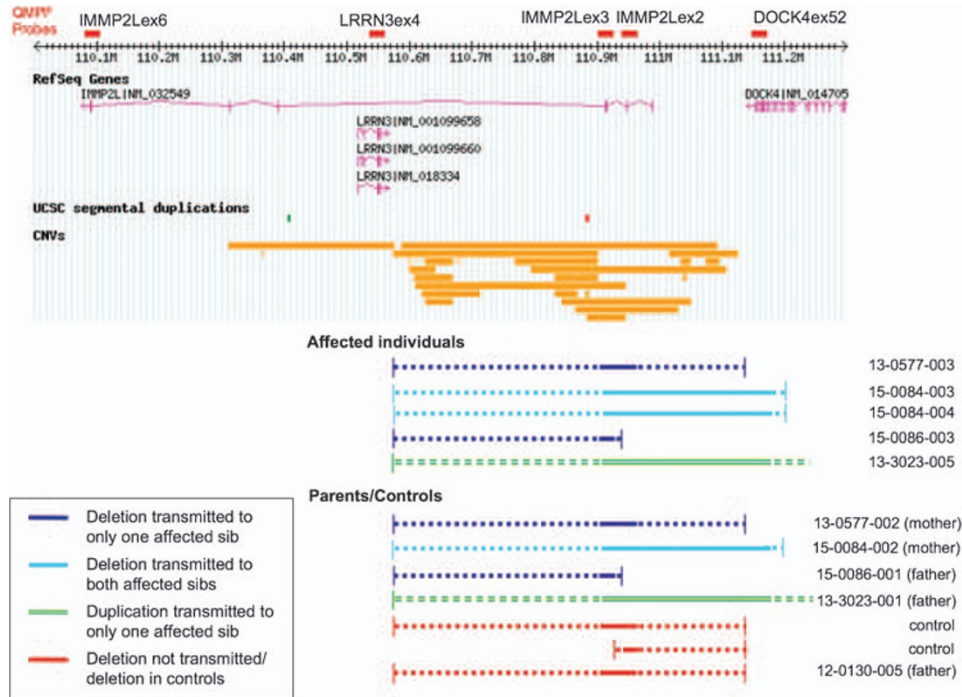 QMPSF Probes
IMMP2Lex6 LRRN3ex4 IMMP2Lex3 IMMP2Lex2 DOCK4ex52
110.1M 110.2M 110.3M 110.4M 110.5M 110.6M 110.7M 110.8M 110.9M 111M 111.1M 111.2M
RefSeq Genes
IMMP2L|NM_032549 DOCK4|NM_014705
LRRN3|NM_001099658
LRRN3|NM_001099660
LRRN3|NM_018334
UCSC segmental duplications
CNVs
Affected individuals
13-0577-003
15-0084-003
15-0084-004
15-0086-003
13-3023-005
Parents/Controls
13-0577-002 (mother)
15-0084-002 (mother)
15-0086-001 (father)
13-3023-001 (father)
control
control
12-0130-005 (father)
Deletion transmitted to
only one affected sib
Deletion transmitted to
both affected sibs
Duplication transmitted to
only one affected sib
Deletion not transmitted/
deletion in controls